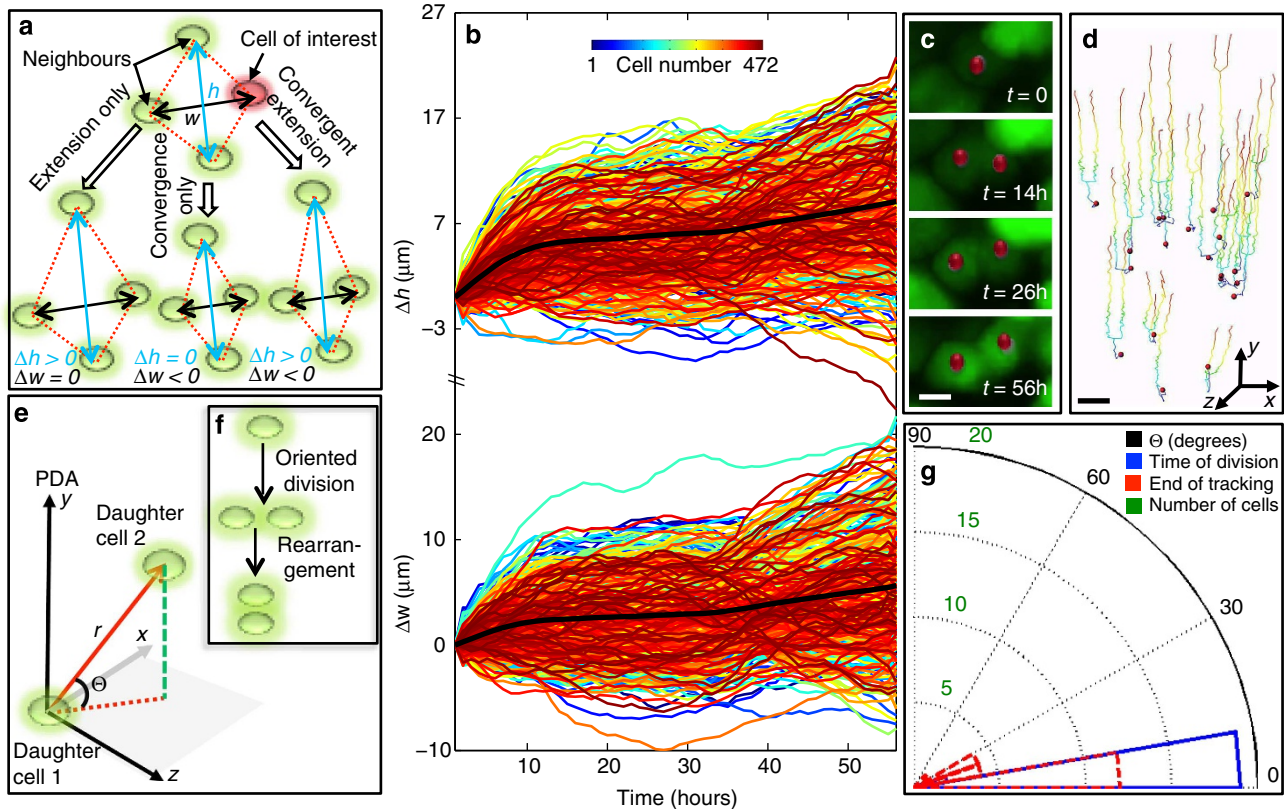 a
Neighbours
Cell of interest
h
w
Extension only
Convergence
only
Convergent
extension
Δh > 0
Δw = 0
Δh = 0
Δw < 0
Δh > 0
Δw < 0
b
1 Cell number 472
27
17
7
−3
Δh (μm)
20
10
0
−10
Δw (μm)
0 10 20 30 40 50
Time (hours)
c
t = 0
t = 14h
t = 26h
t = 56h
d
y
z
x
e
PDA
y
Daughter
cell 2
r
x
Θ
Daughter
cell 1
z
f
Oriented
division
Rearran-
gement
g
90
20
60
15
10
30
5
0
Θ (degrees)
Time of division
End of tracking
Number of cells